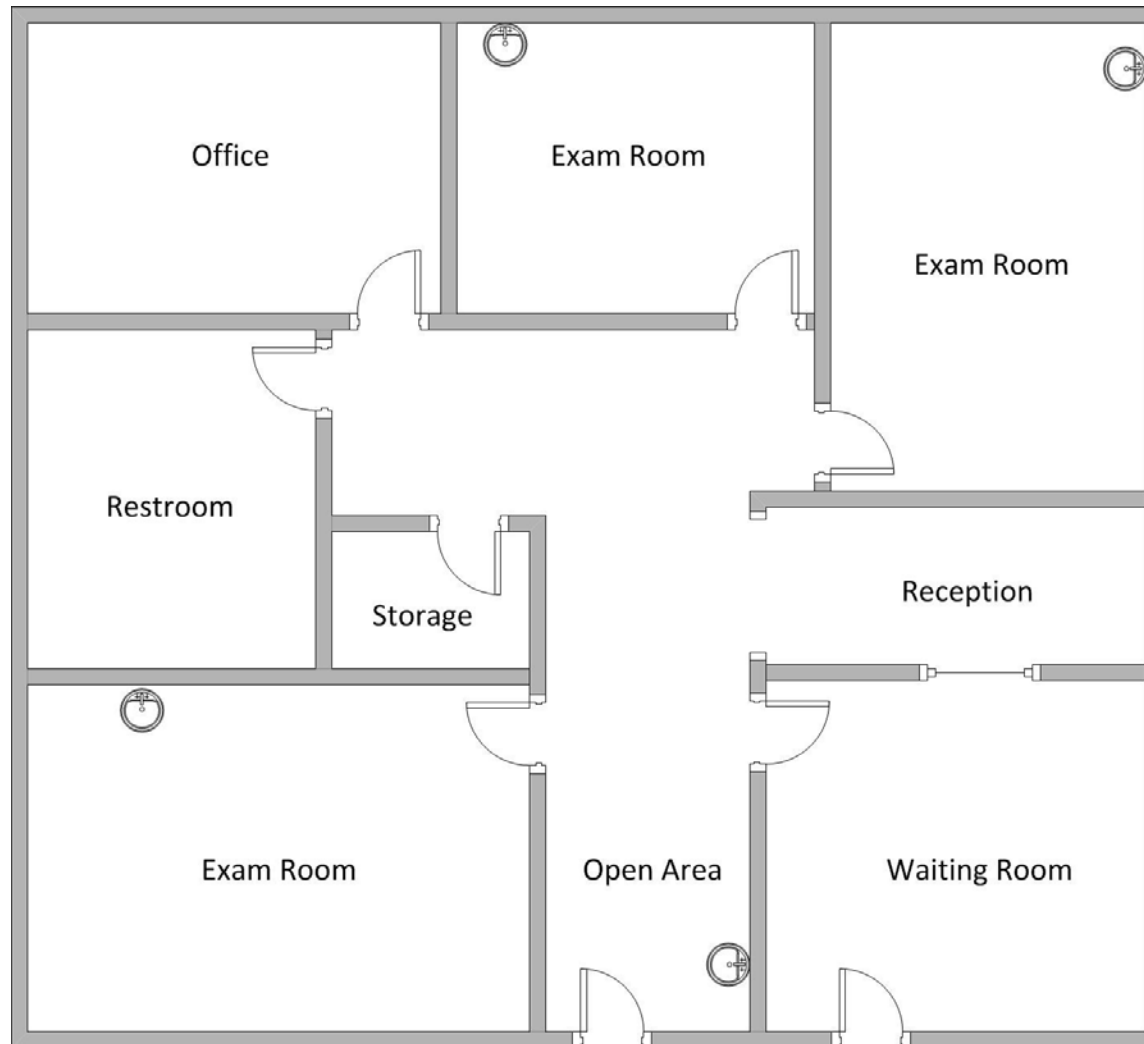 Office
Exam Room
Exam Room
Restroom
Storage
Reception
Exam Room
Open Area
Waiting Room